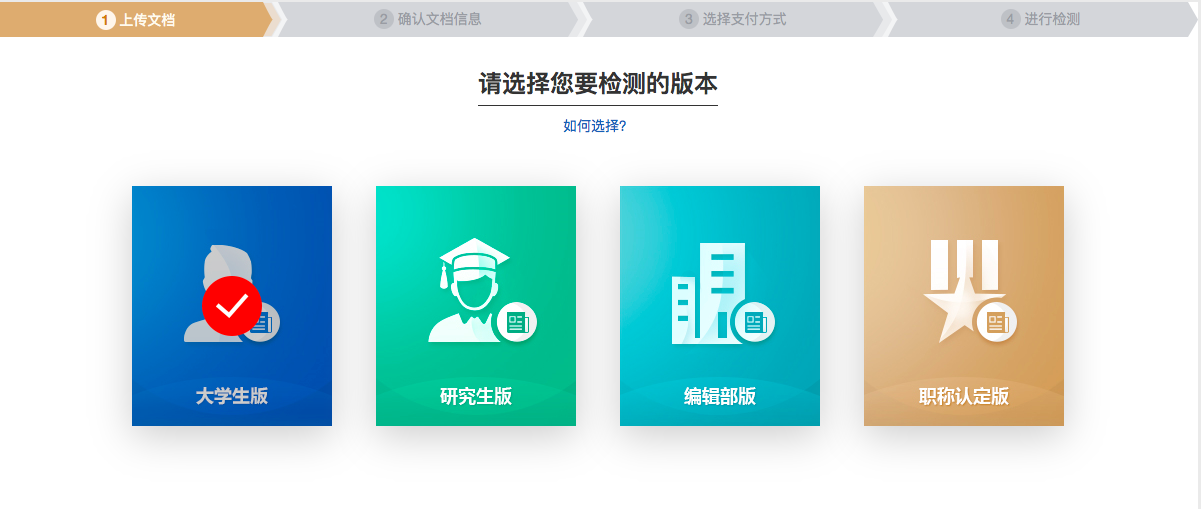 1 上传文档
2 确认文档信息
3 选择支付方式
4 进行检测
请选择您要检测的版本
如何选择?
大学生版
研究生版
编辑部版
职称认定版